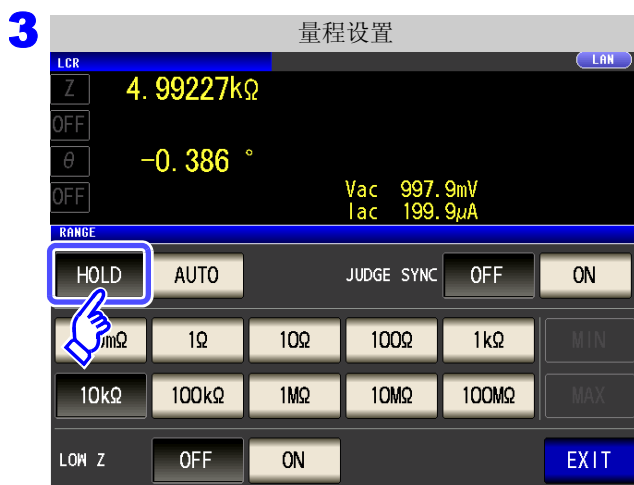 3
量程设置
LCR
LAN
Z 4.99227kΩ
OFF
θ -0.386 °
OFF
Vac 997.9mV
Iac 199.9μA
RANGE
HOLD AUTO JUDGE SYNC OFF ON
mΩ 1Ω 10Ω 100Ω 1kΩ MIN
10kΩ 100kΩ 1MΩ 10MΩ 100MΩ MAX
LOW Z OFF ON EXIT